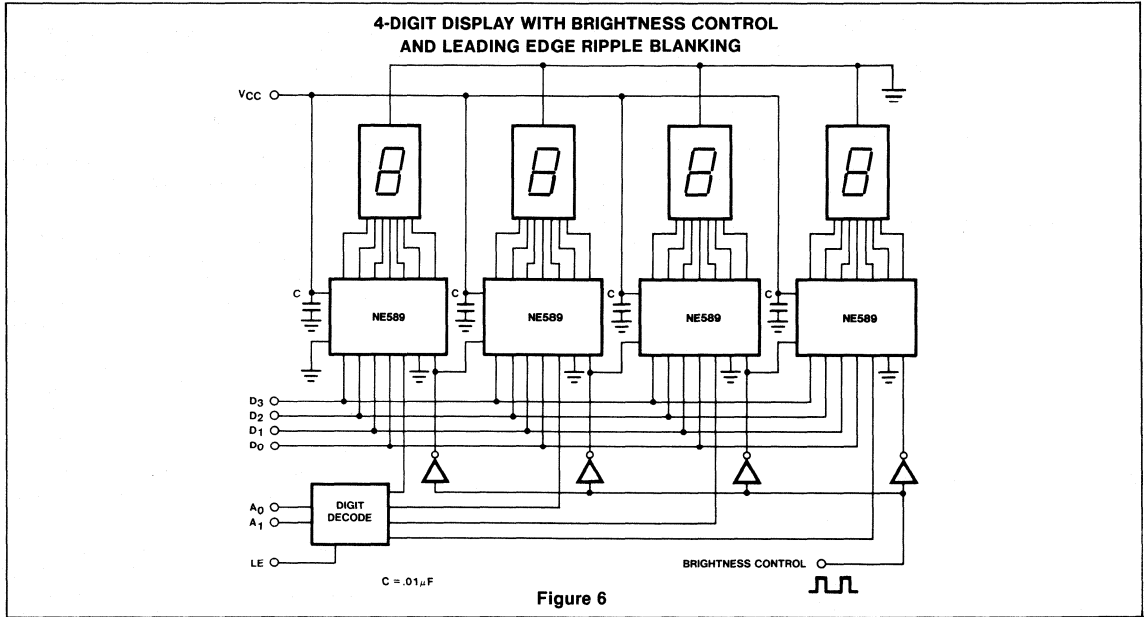 4-DIGIT DISPLAY WITH BRIGHTNESS CONTROL
AND LEADING EDGE RIPPLE BLANKING
VCC
C
C
C
C
NE589
NE589
NE589
NE589
D3
D2
D1
D0
A0
A1
DIGIT
DECODE
LE
BRIGHTNESS CONTROL
C = .01μF
Figure 6